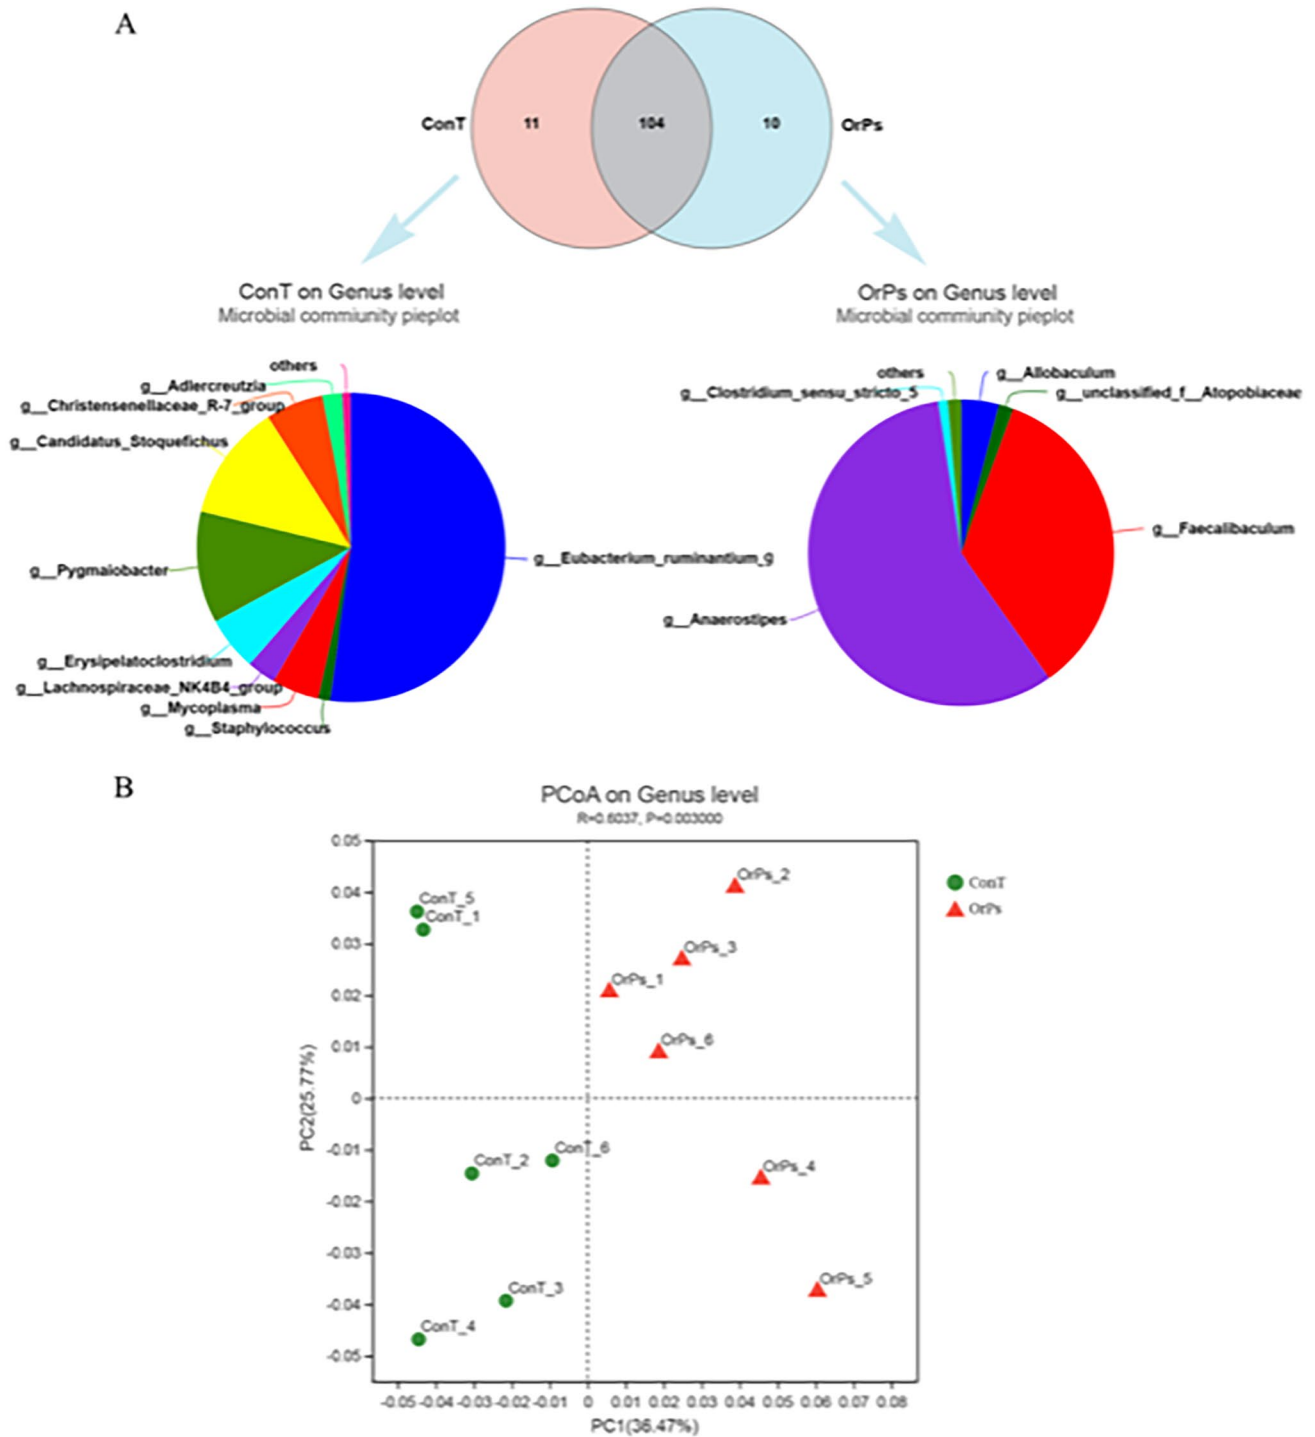 A
ConT
11
104
10
OrPs
ConT on Genus level
Microbial commiunity pieplot
OrPs on Genus level
Microbial commiunity pieplot
others
g__Adlercreutzia
g__Christensenellaceae_R-7_group
g__Candidatus_Stoquefichus
g__Pygmaiobacter
g__Erysipelatoclostridium
g__Lachnospiraceae_NK4B4_group
g__Mycoplasma
g__Staphylococcus
g__Eubacterium_ruminantium_g
others
g__Clostridium_sensu_stricto_5
g__Allobaculum
g__unclassified_f__Atopobiaceae
g__Faecalibaculum
g__Anaerostipes
B
PCoA on Genus level
R=0.6037, P=0.003000
0.05
0.04
0.03
0.02
0.01
0
-0.01
-0.02
-0.03
-0.04
-0.05
PC2(25.77%)
ConT_5
ConT_1
OrPs_2
OrPs_3
OrPs_1
OrPs_6
ConT_2
ConT_6
OrPs_4
OrPs_5
ConT_3
ConT_4
ConT
OrPs
-0.05 -0.04 -0.03 -0.02 -0.01 0 0.01 0.02 0.03 0.04 0.05 0.06 0.07 0.08
PC1(36.47%)